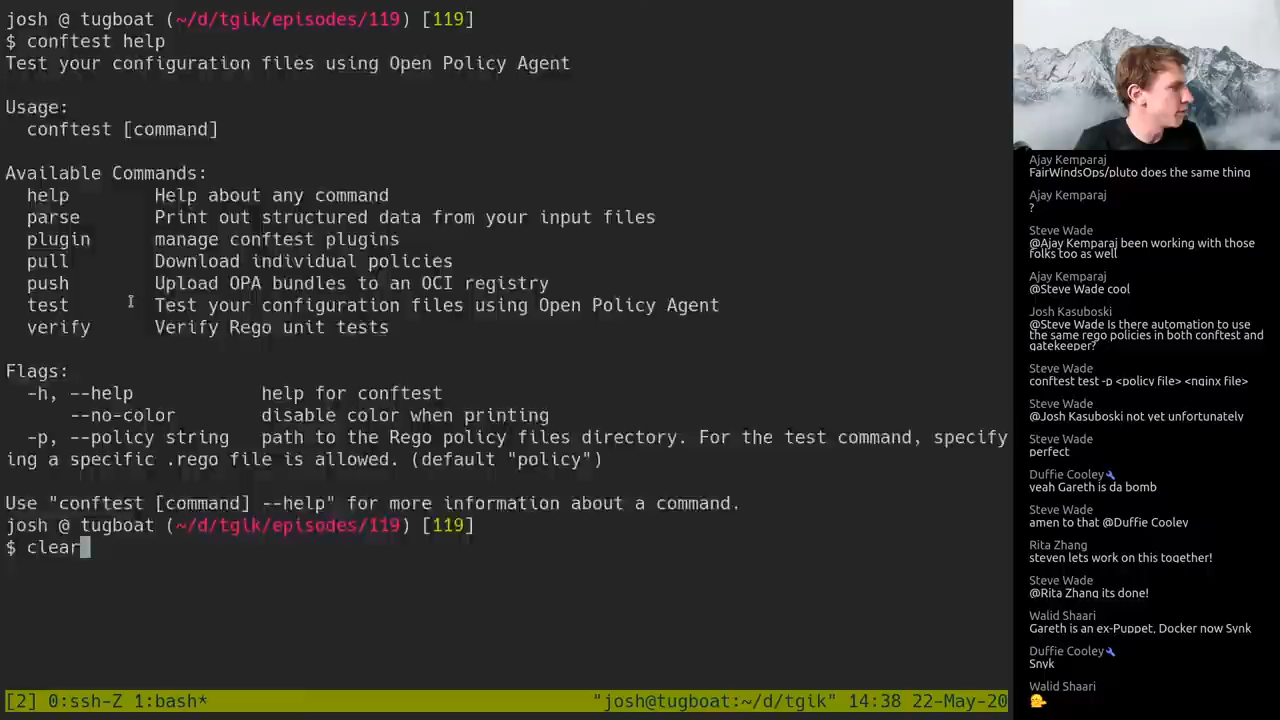 josh @ tugboat (~/d/tgik/episodes/119) [119]
$ conftest help
Test your configuration files using Open Policy Agent
Usage:
conftest [command]
Available Commands:
help Help about any command
parse Print out structured data from your input files
plugin manage conftest plugins
pull Download individual policies
push Upload OPA bundles to an OCI registry
test Test your configuration files using Open Policy Agent
verify Verify Rego unit tests
Flags:
-h, --help help for conftest
--no-color disable color when printing
-p, --policy string path to the Rego policy files directory. For the test command, specify
ing a specific .rego file is allowed. (default "policy")
Use "conftest [command] --help" for more information about a command.
josh @ tugboat (~/d/tgik/episodes/119) [119]
$ clear
[2] 0:ssh-Z 1:bash* "josh@tugboat:~/d/tgik" 14:38 22-May-20
Ajay Kemparaj
FairWindsOps/pluto does the same thing
Ajay Kemparaj
?
Steve Wade
@Ajay Kemparaj been working with those
folks too as well
Ajay Kemparaj
@Steve Wade cool
Josh Kasuboski
@Steve Wade Is there automation to use
the same rego policies in both conftest and
gatekeeper?
Steve Wade
conftest test -p <policy file> <nginx file>
Steve Wade
@Josh Kasuboski not yet unfortunately
Steve Wade
perfect
Duffie Cooley
yeah Gareth is da bomb
Steve Wade
amen to that @Duffie Cooley
Rita Zhang
steven lets work on this together!
Steve Wade
@Rita Zhang its done!
Walid Shaari
Gareth is an ex-Puppet, Docker now Synk
Duffie Cooley
Snyk
Walid Shaari